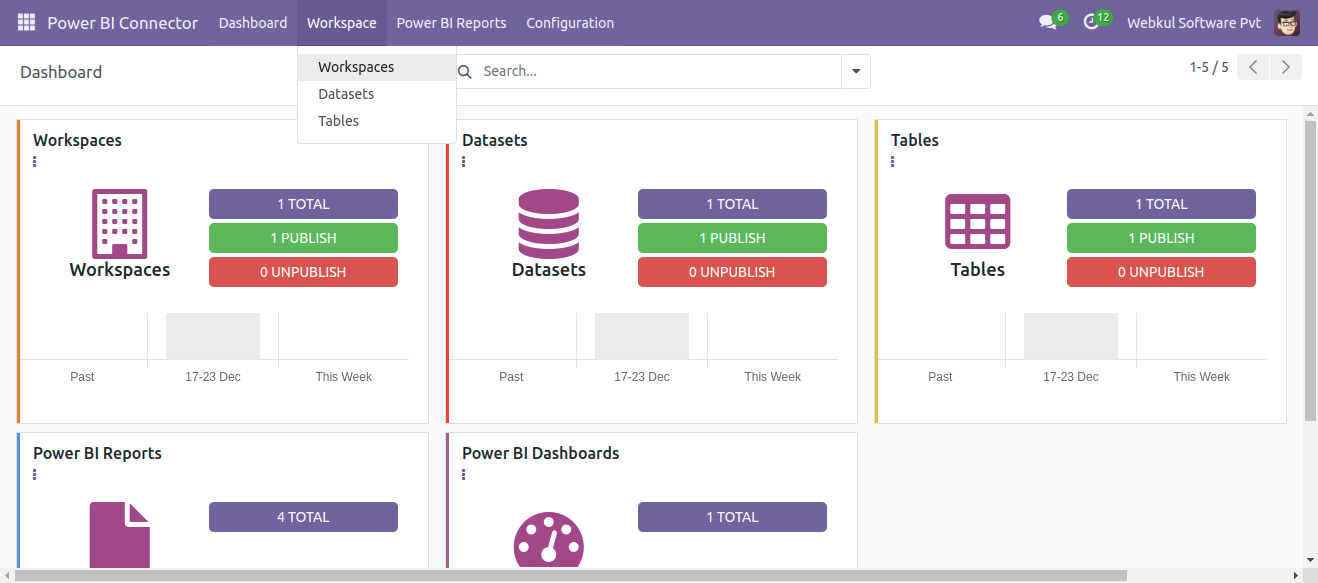 Power BI Connector Dashboard Workspace Power BI Reports Configuration 6 12 Webkul Software Pvt
Dashboard
Workspaces
Datasets
Tables
Search...
1-5 / 5
Workspaces
1 TOTAL
1 PUBLISH
0 UNPUBLISH
Workspaces
Past 17-23 Dec This Week
Datasets
1 TOTAL
1 PUBLISH
0 UNPUBLISH
Datasets
Past 17-23 Dec This Week
Tables
1 TOTAL
1 PUBLISH
0 UNPUBLISH
Tables
Past 17-23 Dec This Week
Power BI Reports
4 TOTAL
Power BI Dashboards
1 TOTAL